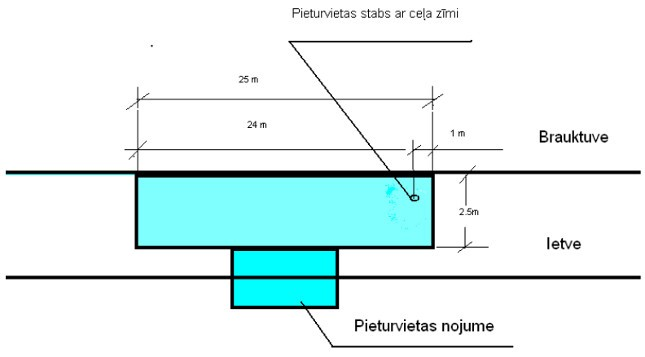 Pieturvietas stabs ar ceļa zīmi
25 m
24 m
1 m
Brauktuve
2.5m
Ietve
Pieturvietas nojume